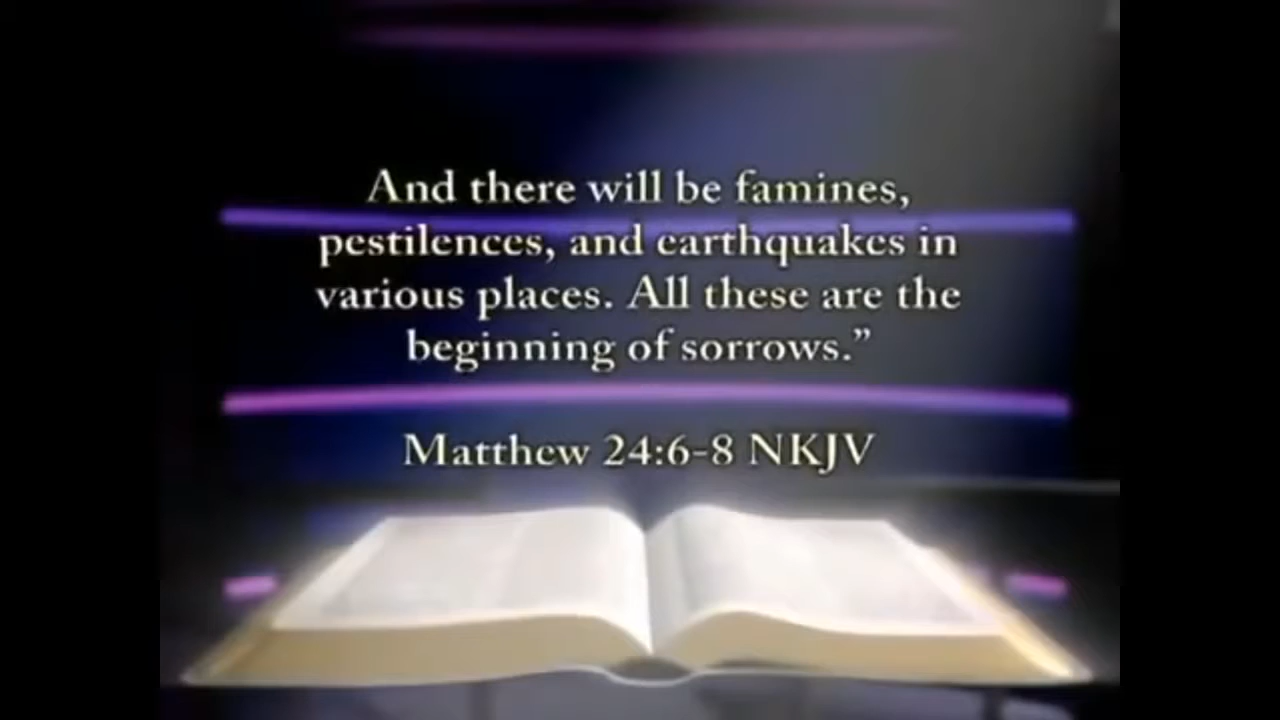 And there will be famines,
pestilences, and earthquakes in
various places. All these are the
beginning of sorrows.”
Matthew 24:6-8 NKJV